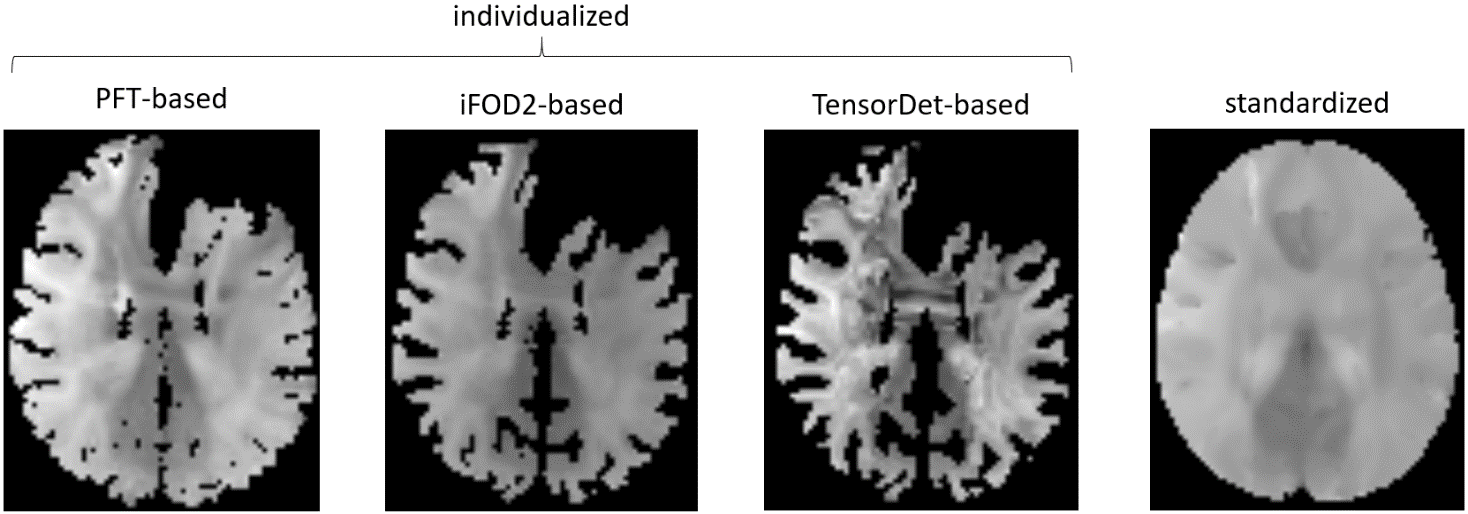 individualized
PFT-based
iFOD2-based
TensorDet-based
standardized